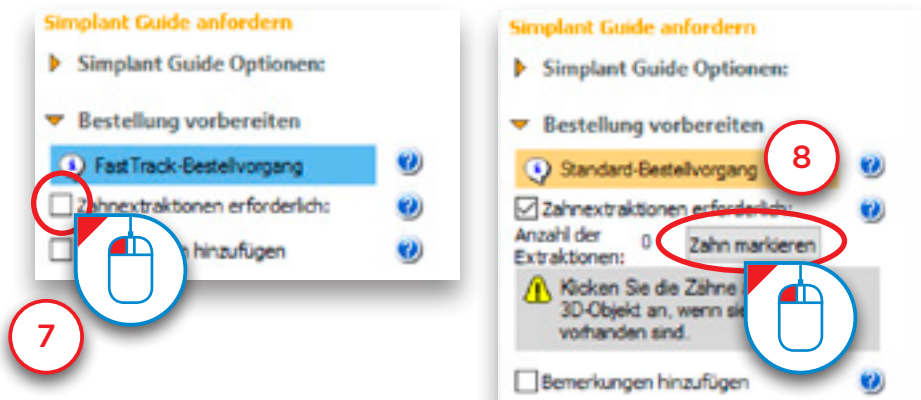 Simplant Guide anfordern
Simplant Guide Optionen:
Bestellung vorbereiten
FastTrack-Bestellvorgang
Zahnextraktionen erforderlich:
hinzufügen
7
Simplant Guide anfordern
Simplant Guide Optionen:
Bestellung vorbereiten
Standard-Bestellvorgang
8
Zahnextraktionen erforderlich:
Anzahl der
Extraktionen:
0
Zahn markieren
Klicken Sie die Zähne
3D-Objekt an, wenn
vorhanden sind.
Bemerkungen hinzufügen